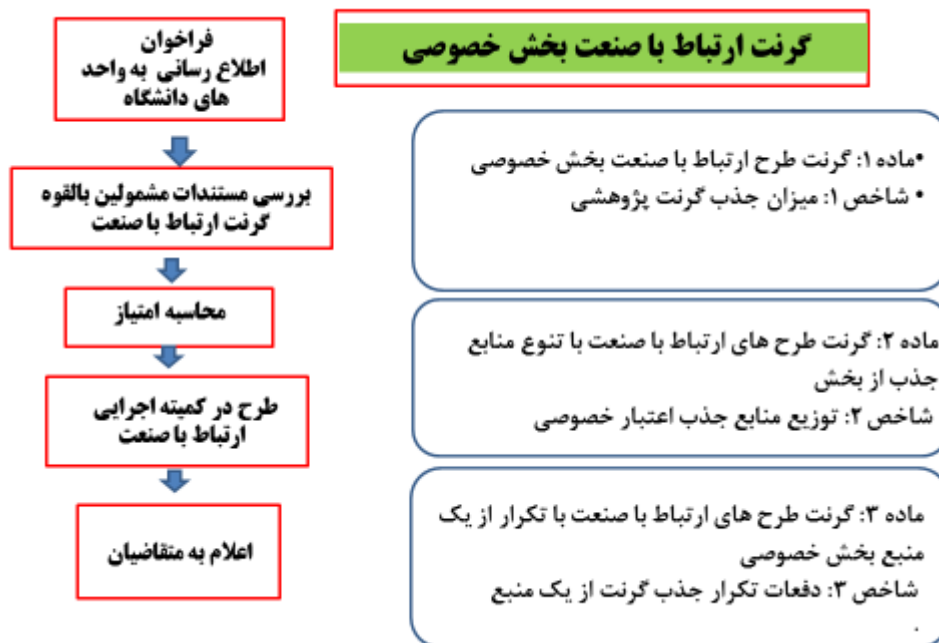 گرنت ارتباط با صنعت بخش خصوصی
فراخوان
اطلاع رسانی به واحد
های دانشگاه
بررسی مستندات مشمولین بالقوه
گرنت ارتباط با صنعت
محاسبه امتیاز
طرح در کمیته اجرایی
ارتباط با صنعت
اعلام به متقاضیان
•ماده ۱: گرنت طرح ارتباط با صنعت بخش خصوصی
• شاخص ۱: میزان جذب گرنت پژوهشی
ماده ۲: گرنت طرح های ارتباط با صنعت با تنوع منابع
جذب از بخش
شاخص ۲: توزیع منابع جذب اعتبار خصوصی
ماده ۳: گرنت طرح های ارتباط با صنعت با تکرار از یک
منبع بخش خصوصی
شاخص ۳: دفعات تکرار جذب گرنت از یک منبع
.